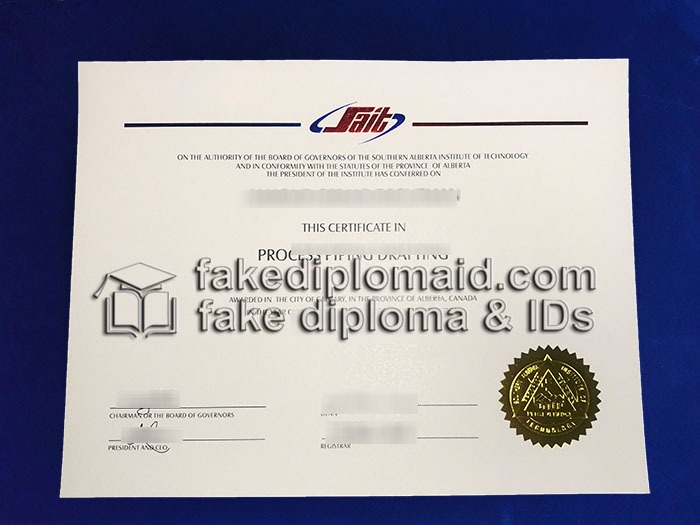 Sait
ON THE AUTHORITY OF THE BOARD OF GOVERNORS OF THE SOUTHERN ALBERTA INSTITUTE OF TECHNOLOGY
AND IN CONFORMITY WITH THE STATUTES OF THE PROVINCE OF ALBERTA
THE PRESIDENT OF THE INSTITUTE HAS CONFERRED ON
THIS CERTIFICATE IN
PROCESS PIPING DRAFTING
fakediplomaid.com
AWARDED IN THE CITY OF CALGARY, IN THE PROVINCE OF ALBERTA, CANADA
fake diploma & IDs
CHAIRMAN OR THE BOARD OF GOVERNORS
PRESIDENT AND CEO
REGISTRAR
TECHNOLOGY